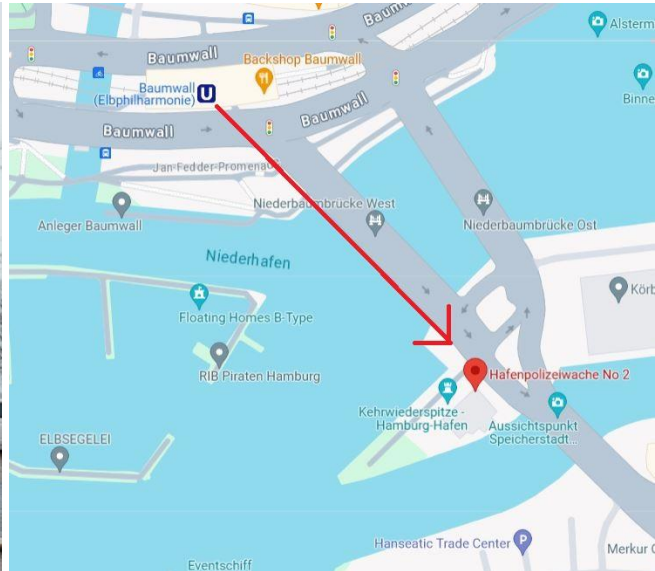 Baumwall
Backshop Baumwall
Alsterm
Baumwall
(Elbphilharmonie)
U
Binne
Baumwall
Baumwall
Jan-Fedder-Promenad
Niederbaumbrücke West
Anleger Baumwall
Niederbaumbrücke Ost
Niederhafen
Körb
Floating Homes B-Type
RIB Piraten Hamburg
Hafenpolizeiwache No 2
Kehrwiederspitze -
Hamburg-Hafen
Aussichtspunkt
Speicherstadt...
ELBSEGELEI
Hanseatic Trade Center
P
Merkur C
Eventschiff